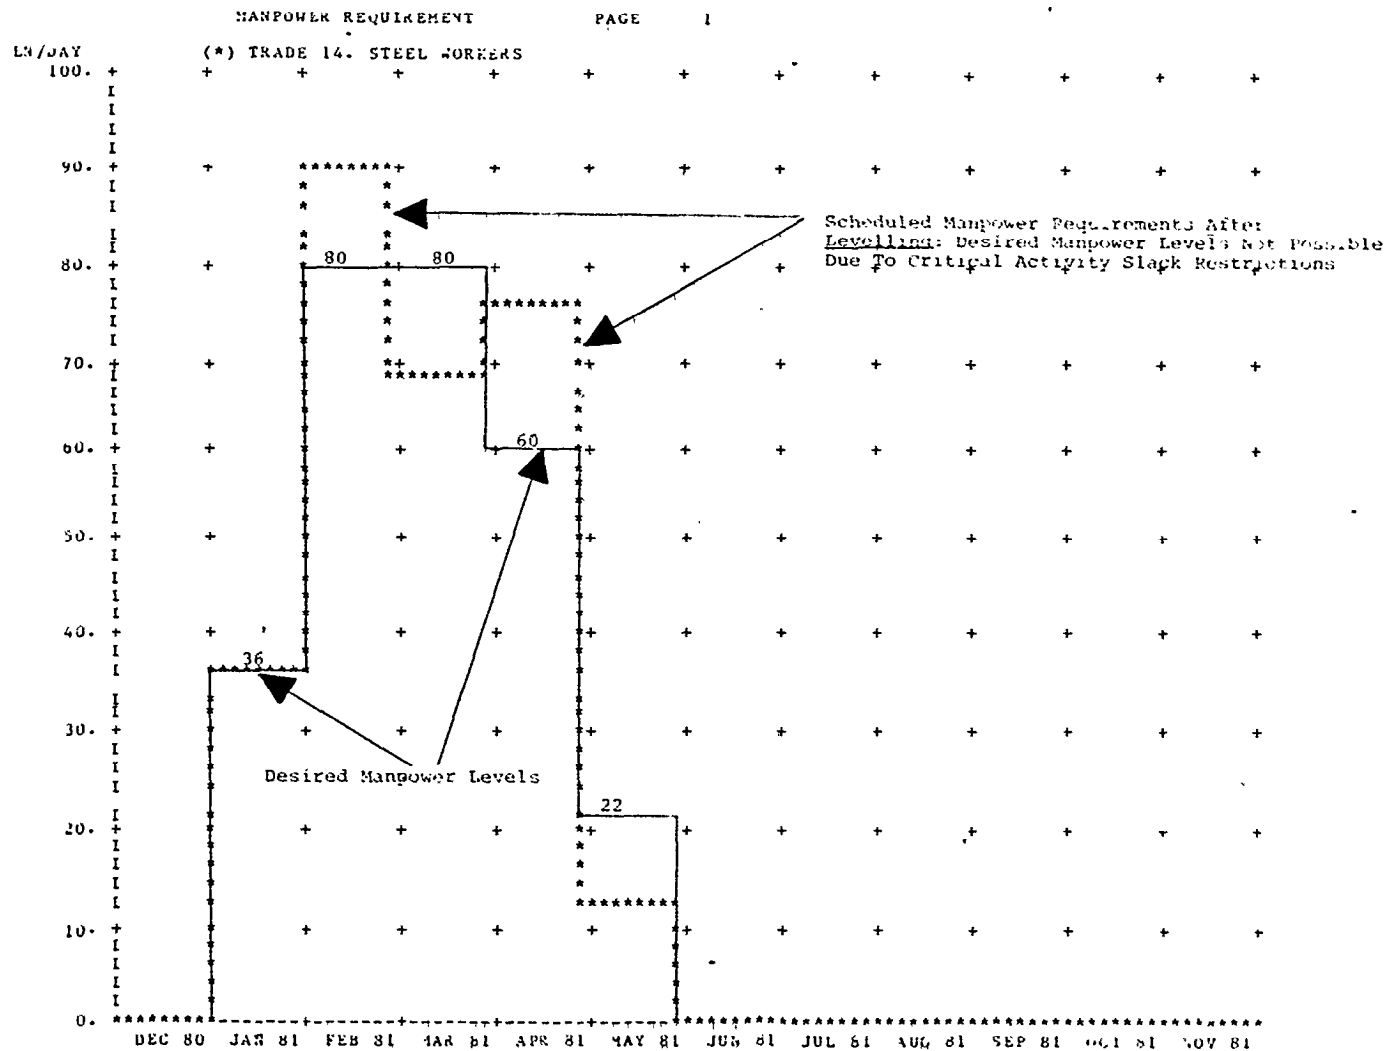 MANPOWER REQUIREMENT PAGE 1
(*) TRADE 14. STEEL WORKERS
100.
90.
Scheduled Manpower Requirements After
Levelling: Desired Manpower Levels Not Possible
80. 80 80 Due To Critical Activity Slack Restrictions
70.
60. 60
50.
40.
36
30.
Desired Manpower Levels
22
20.
10.
0.
DEC 80 JAN 81 FEB 81 MAR 81 APR 81 MAY 81 JUN 81 JUL 81 AUG 81 SEP 81 OCT 81 NOV 81